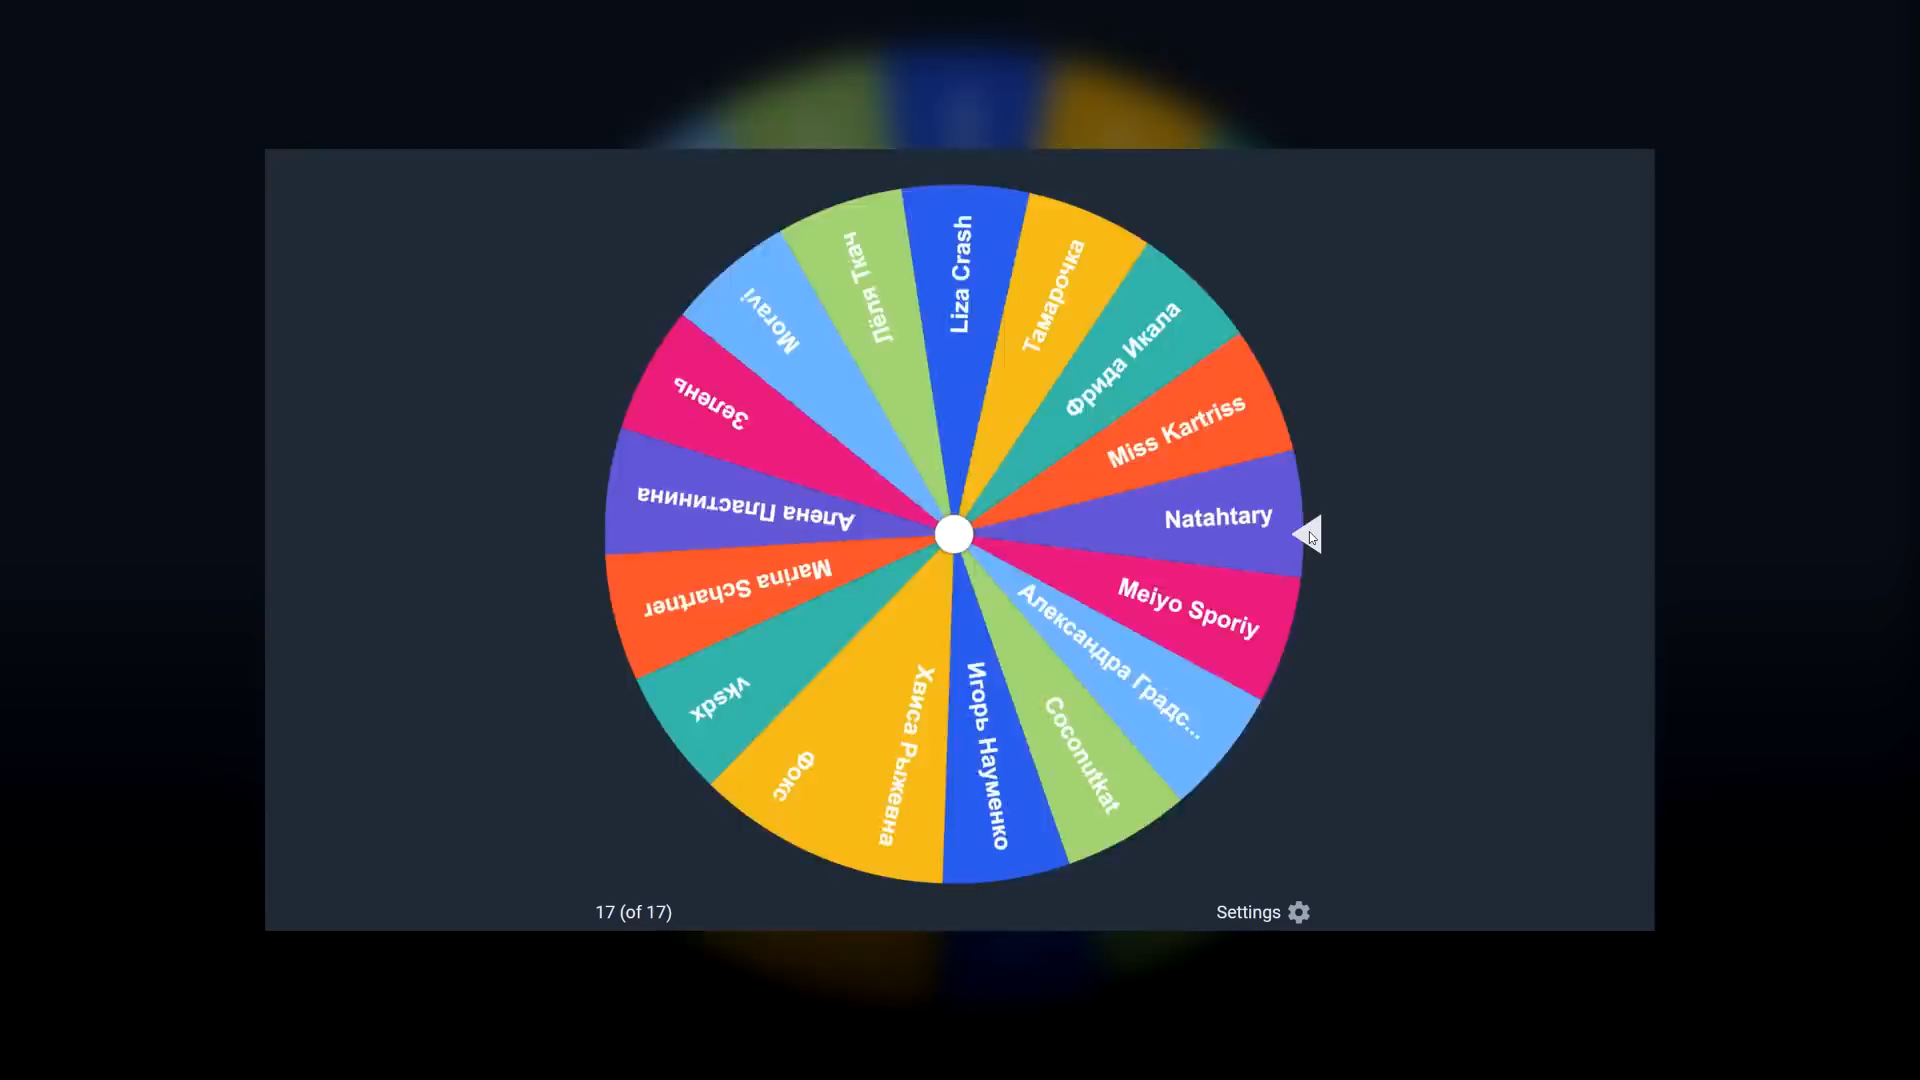 Liza Crash
Тамарочка
Фрида Икала
Miss Kartriss
Natahtary
Meiyo Sporiy
Александра Градс...
Coconutkat
Игорь Науменко
Хвиса Рыжевна
Фокс
vksdx
Marina Schartner
Алена Пластинина
Зелень
Moravi
Лёля Ткач
17 (of 17)
Settings